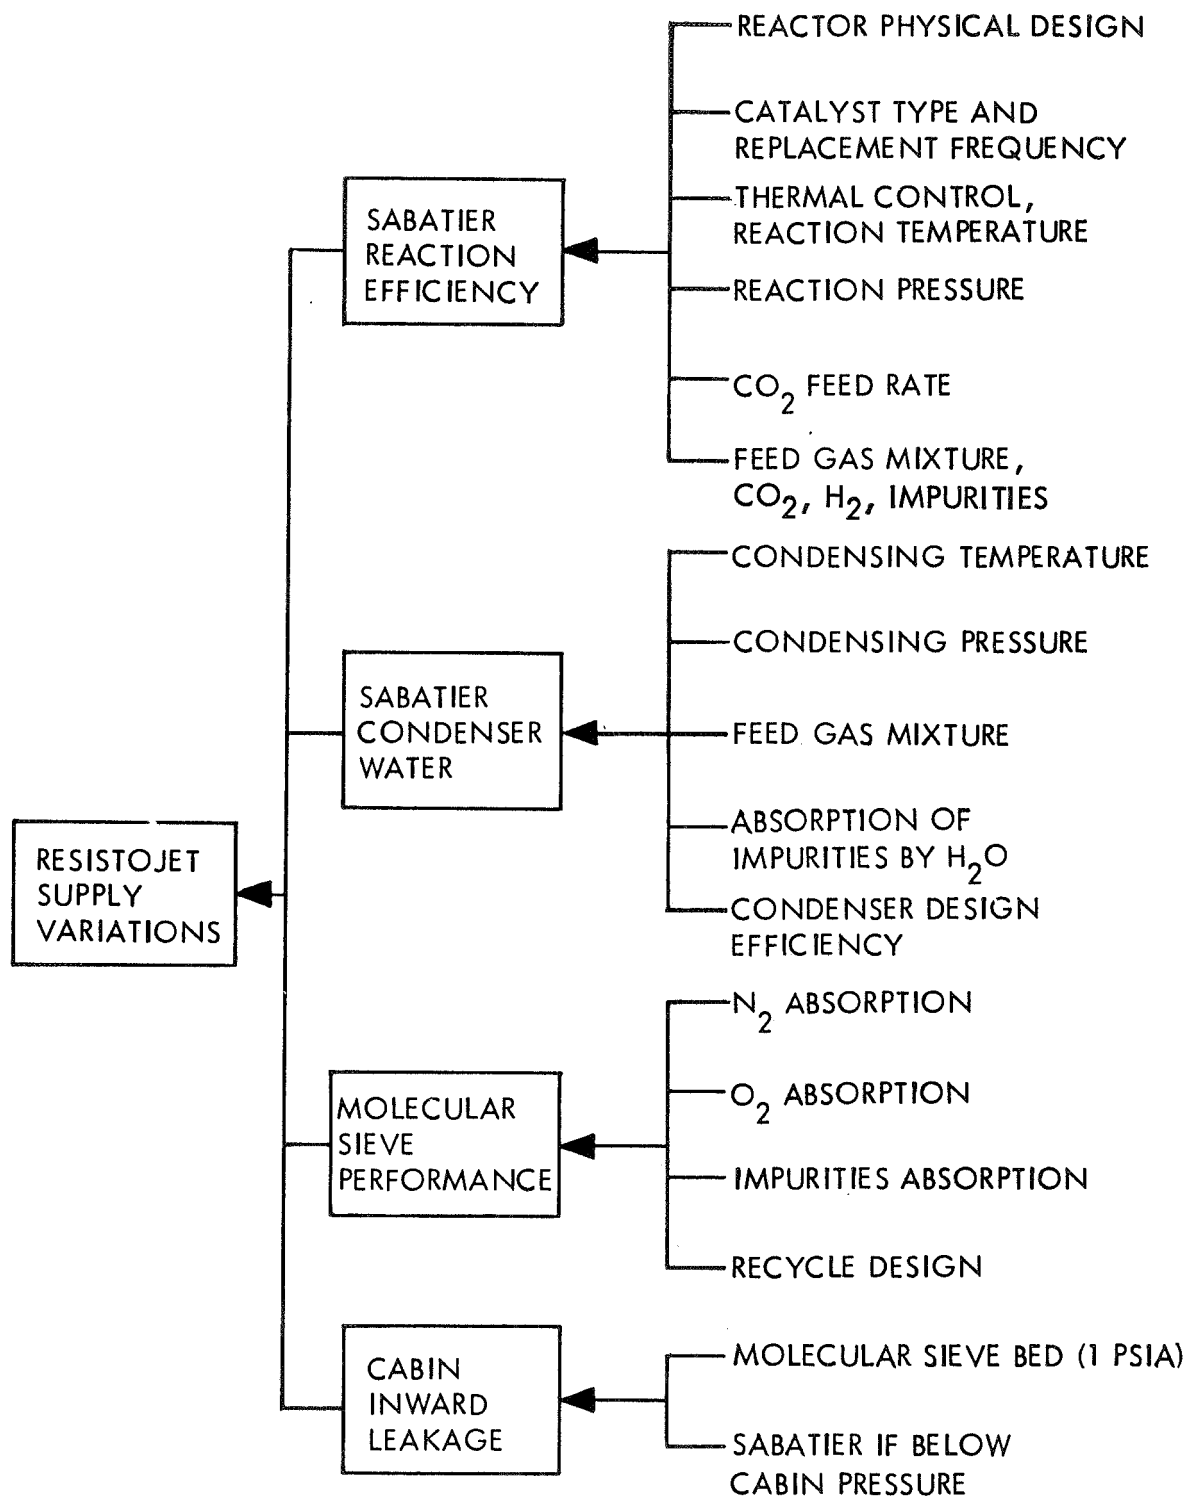 REACTOR PHYSICAL DESIGN
CATALYST TYPE AND
REPLACEMENT FREQUENCY
THERMAL CONTROL,
REACTION TEMPERATURE
SABATIER
REACTION
EFFICIENCY
REACTION PRESSURE
CO2 FEED RATE
FEED GAS MIXTURE,
CO2, H2, IMPURITIES
CONDENSING TEMPERATURE
CONDENSING PRESSURE
SABATIER
CONDENSER
WATER
FEED GAS MIXTURE
ABSORPTION OF
IMPURITIES BY H2O
CONDENSER DESIGN
EFFICIENCY
RESISTOJET
SUPPLY
VARIATIONS
N2 ABSORPTION
O2 ABSORPTION
MOLECULAR
SIEVE
PERFORMANCE
IMPURITIES ABSORPTION
RECYCLE DESIGN
MOLECULAR SIEVE BED (1 PSIA)
CABIN
INWARD
LEAKAGE
SABATIER IF BELOW
CABIN PRESSURE